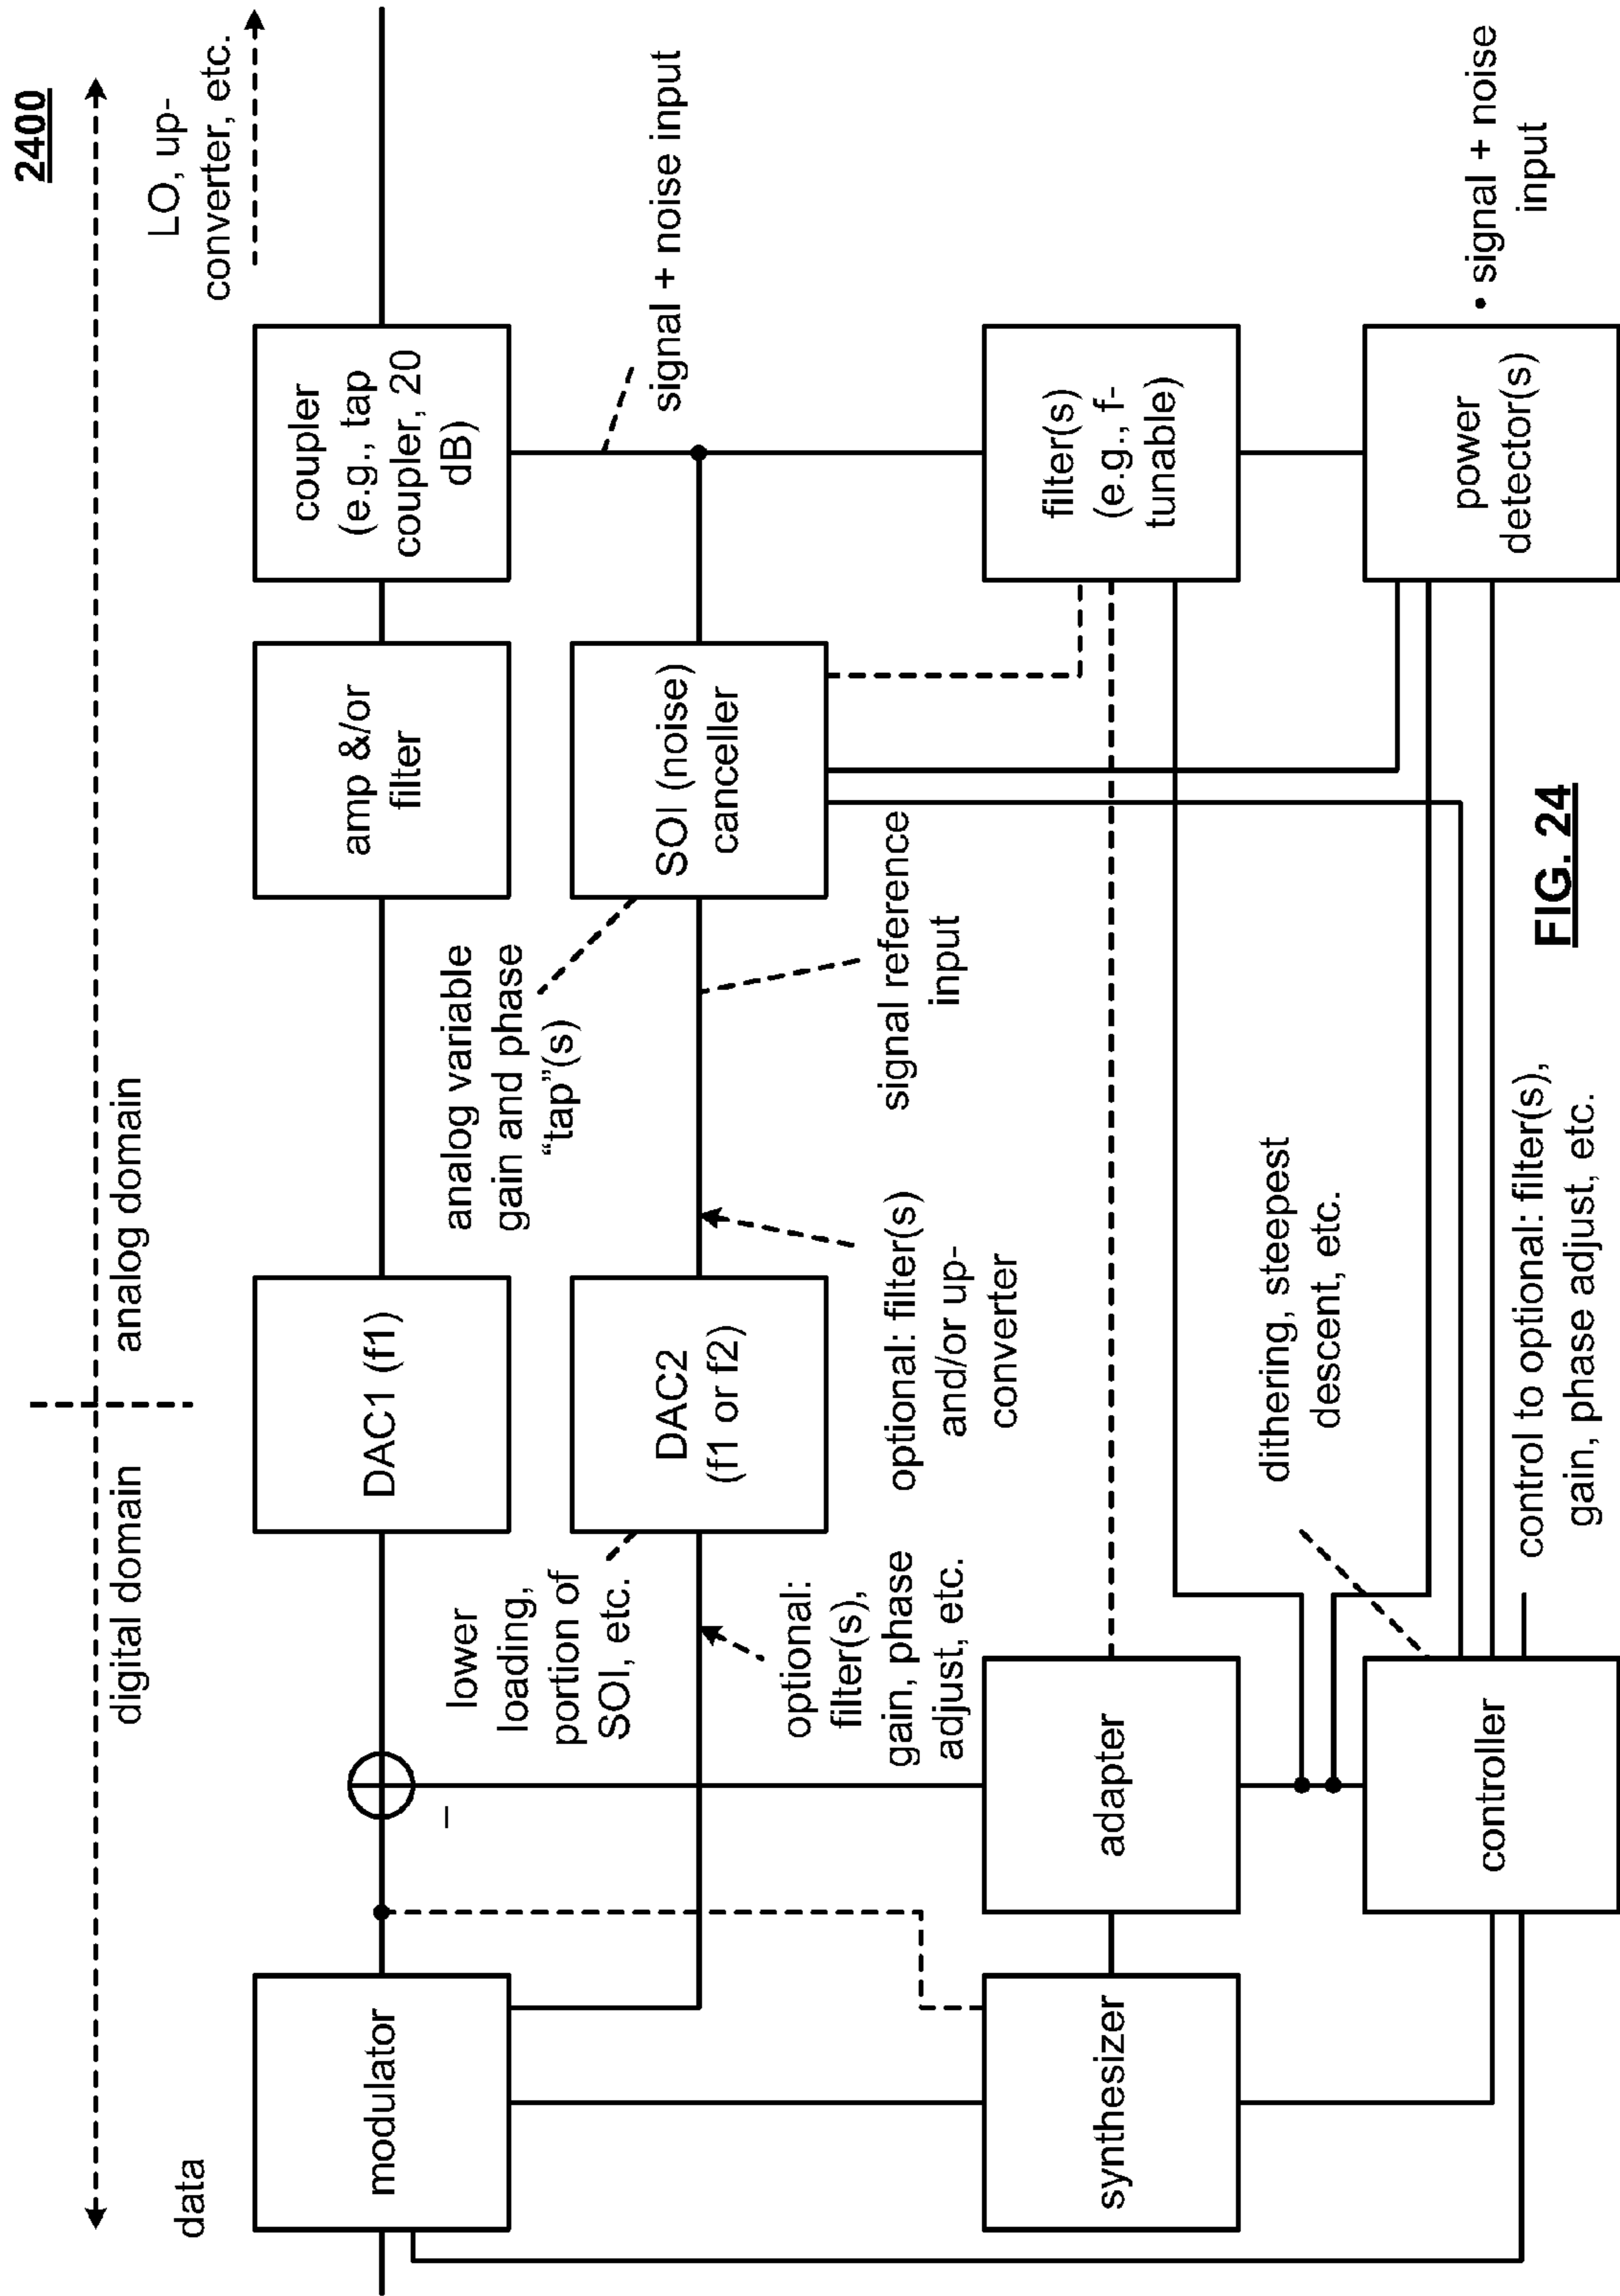 2400
digital domain
analog domain
LO, up-
converter, etc.
data
modulator
DAC1 (f1)
amp &/or
filter
coupler
(e.g., tap
coupler, 20
dB)
–
lower
loading,
portion of
SOI, etc.
DAC2
(f1 or f2)
analog variable
gain and phase
“tap”(s)
SOI (noise)
canceller
signal + noise input
optional:
filter(s),
gain, phase
adjust, etc.
optional: filter(s)
and/or up-
converter
signal reference
input
synthesizer
adapter
filter(s)
(e.g., f-
tunable)
dithering, steepest
descent, etc.
controller
control to optional: filter(s),
gain, phase adjust, etc.
power
detector(s)
• signal + noise
input
FIG. 24